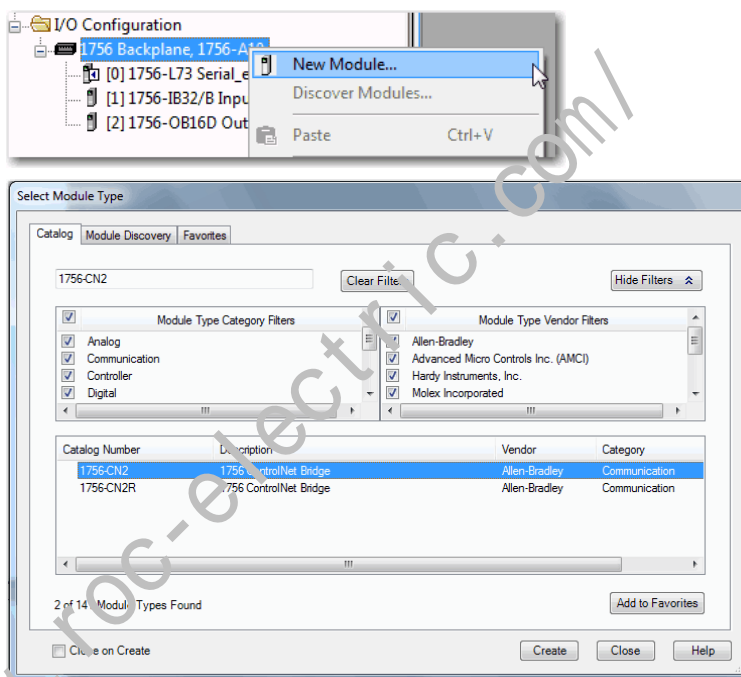 I/O Configuration
1756 Backplane, 1756-A10
[0] 1756-L73 Serial_e
[1] 1756-IB32/B Inpu
[2] 1756-OB16D Out
New Module...
Discover Modules...
Paste Ctrl+V
Select Module Type
Catalog Module Discovery Favorites
1756-CN2 Clear Filters Hide Filters
Module Type Category Filters
Analog
Communication
Controller
Digital
Module Type Vendor Filters
Allen-Bradley
Advanced Micro Controls Inc. (AMCI)
Hardy Instruments, Inc.
Molex Incorporated
Catalog Number Description Vendor Category
1756-CN2 1756 ControlNet Bridge Allen-Bradley Communication
1756-CN2R 1756 ControlNet Bridge Allen-Bradley Communication
2 of Module Types Found Add to Favorites
Close on Create Create Close Help
roc-electric.com/